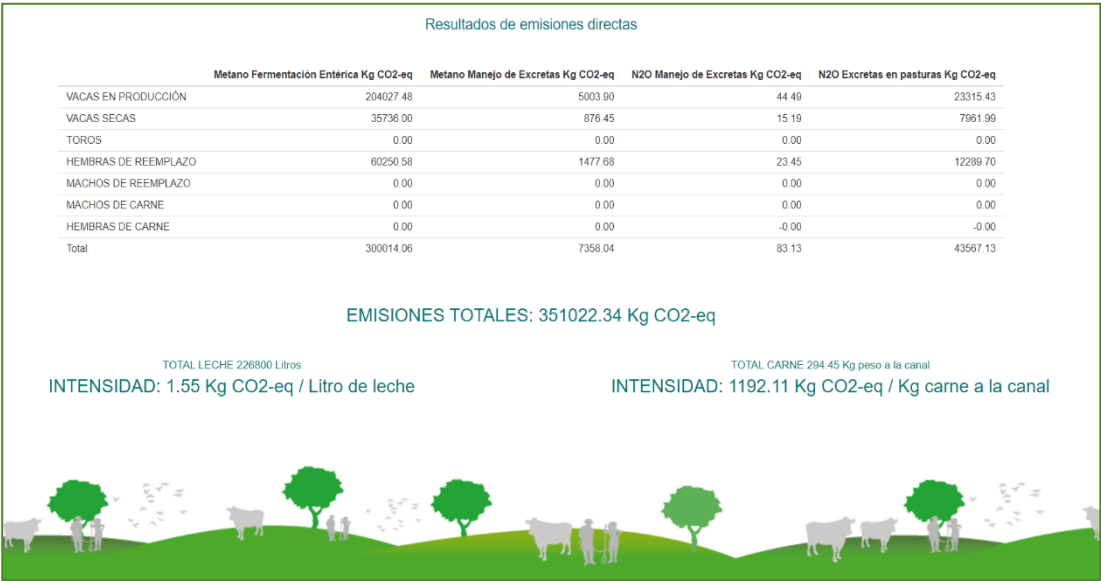 Resultados de emisiones directas
Metano Fermentación Entérica Kg CO2-eq Metano Manejo de Excretas Kg CO2-eq N2O Manejo de Excretas Kg CO2-eq N2O Excretas en pasturas Kg CO2-eq
VACAS EN PRODUCCIÓN 204027.48 5003.90 44.49 23315.43
VACAS SECAS 35736.00 876.45 15.19 7961.99
TOROS 0.00 0.00 0.00 0.00
HEMBRAS DE REEMPLAZO 60250.58 1477.68 23.45 12289.70
MACHOS DE REEMPLAZO 0.00 0.00 0.00 0.00
MACHOS DE CARNE 0.00 0.00 0.00 0.00
HEMBRAS DE CARNE 0.00 0.00 -0.00 -0.00
Total 300014.06 7358.04 83.13 43567.13
EMISIONES TOTALES: 351022.34 Kg CO2-eq
TOTAL LECHE 226800 Litros
INTENSIDAD: 1.55 Kg CO2-eq / Litro de leche
TOTAL CARNE 294.45 Kg peso a la canal
INTENSIDAD: 1192.11 Kg CO2-eq / Kg carne a la canal